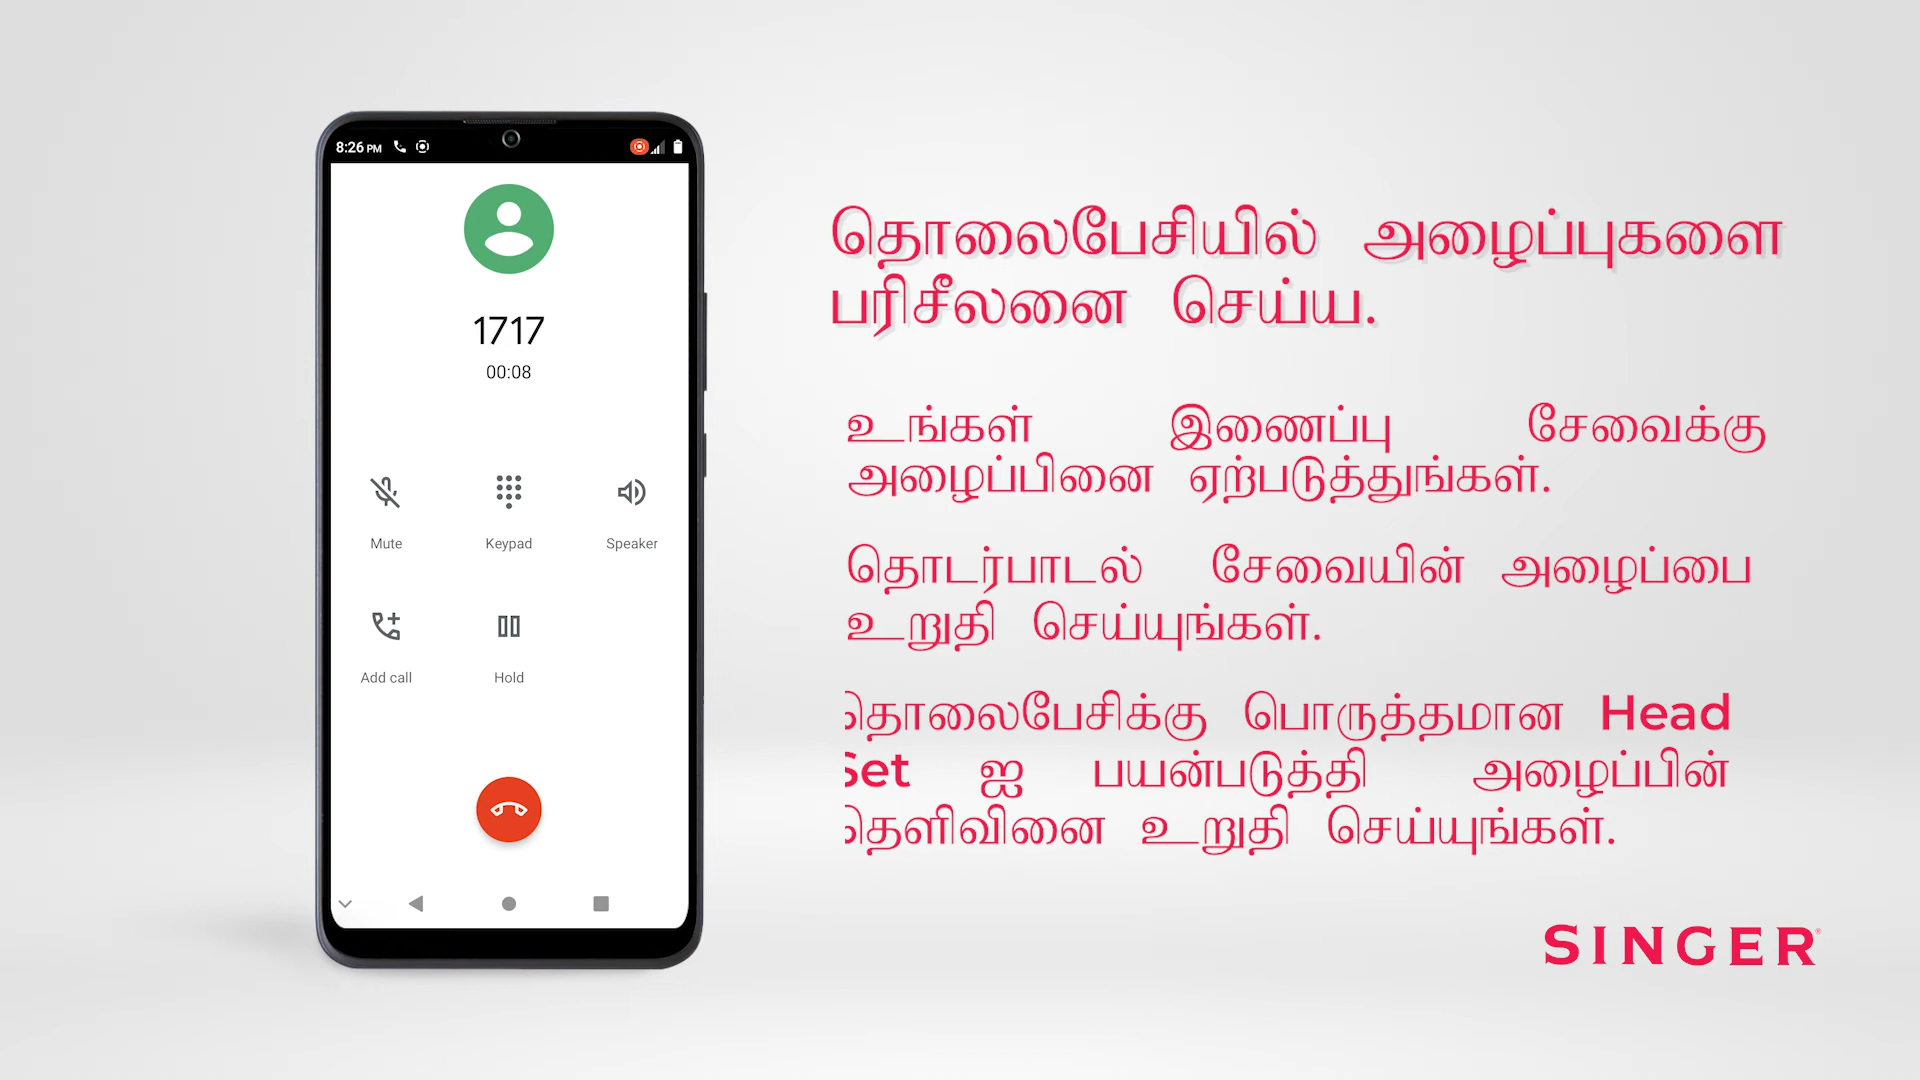 8:26 PM
1717
00:08
Mute
Keypad
Speaker
Add call
Hold
தொலைபேசியில் அழைப்புகளை
பரிசீலனை செய்ய.
உங்கள் இணைப்பு சேவைக்கு
அழைப்பினை ஏற்படுத்துங்கள்.
தொடர்பாடல் சேவையின் அழைப்பை
உறுதி செய்யுங்கள்.
தொலைபேசிக்கு பொருத்தமான Head
Set ஐ பயன்படுத்தி அழைப்பின்
தெளிவினை உறுதி செய்யுங்கள்.
SINGER